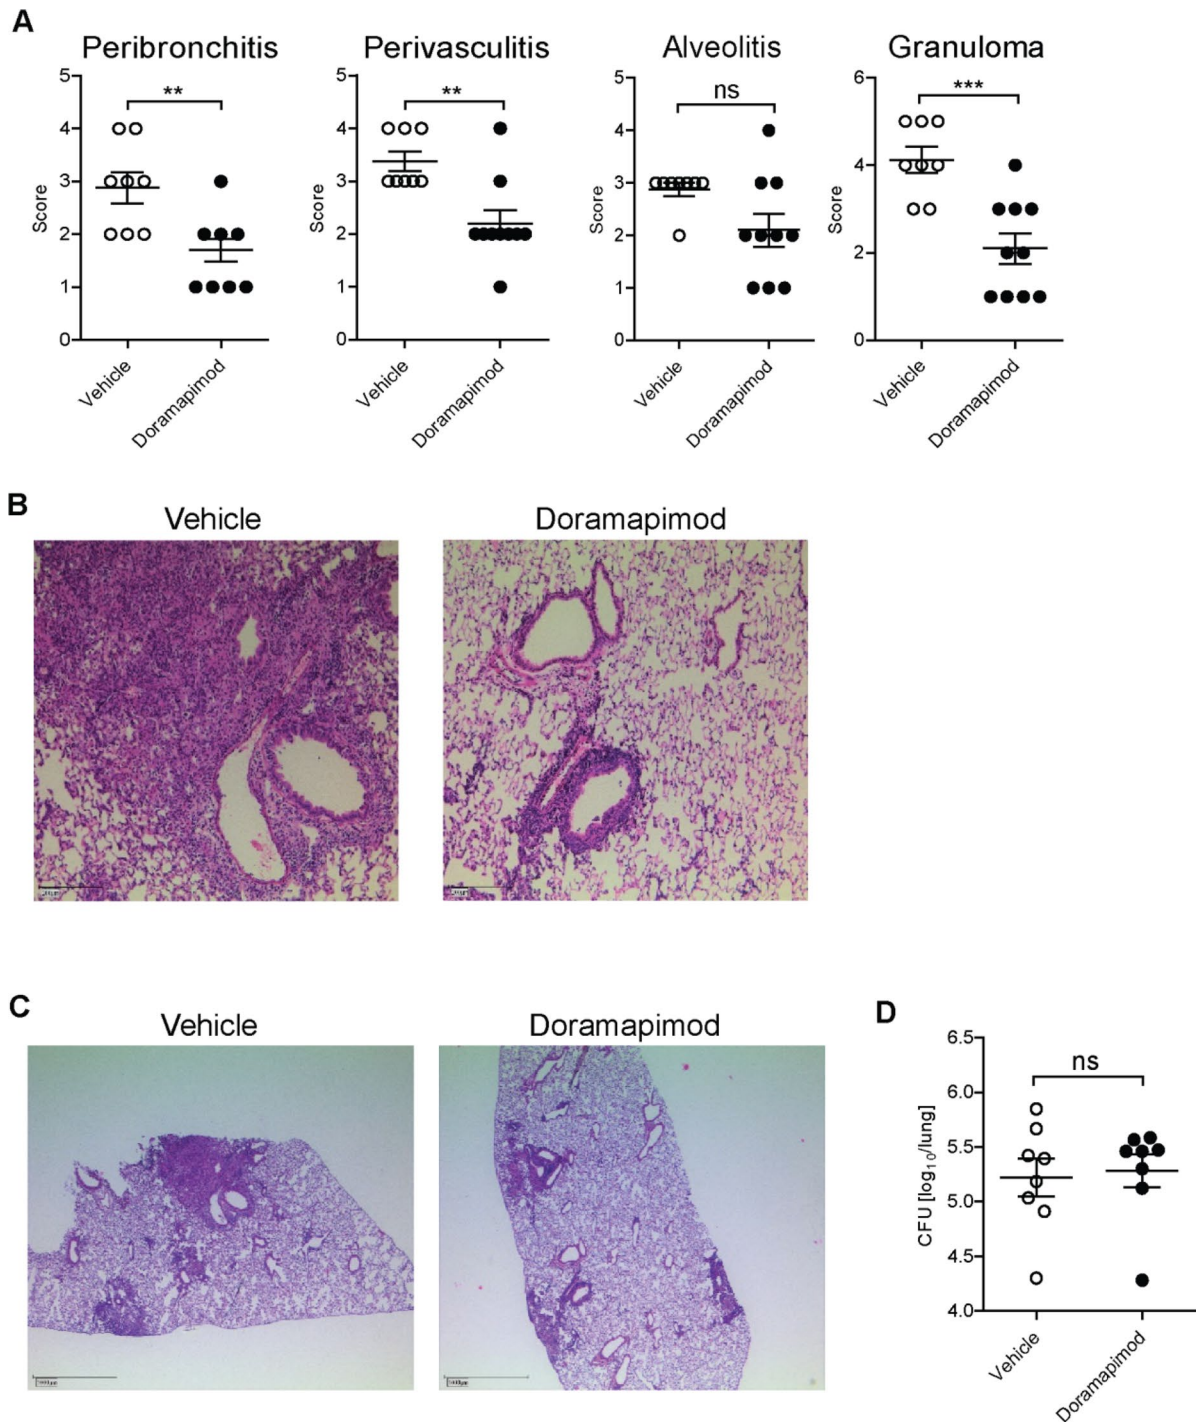 A
Peribronchitis
Perivasculitis
Alveolitis
Granuloma
5
**
4
3
Score
2
1
0
Vehicle
Doramapimod
5
**
4
3
Score
2
1
0
Vehicle
Doramapimod
5
ns
4
3
Score
2
1
0
Vehicle
Doramapimod
6
***
4
Score
2
0
Vehicle
Doramapimod
B
Vehicle
Doramapimod
C
Vehicle
Doramapimod
D
6.5
ns
6.0
5.5
CFU [log₁₀/lung]
5.0
4.5
4.0
Vehicle
Doramapimod